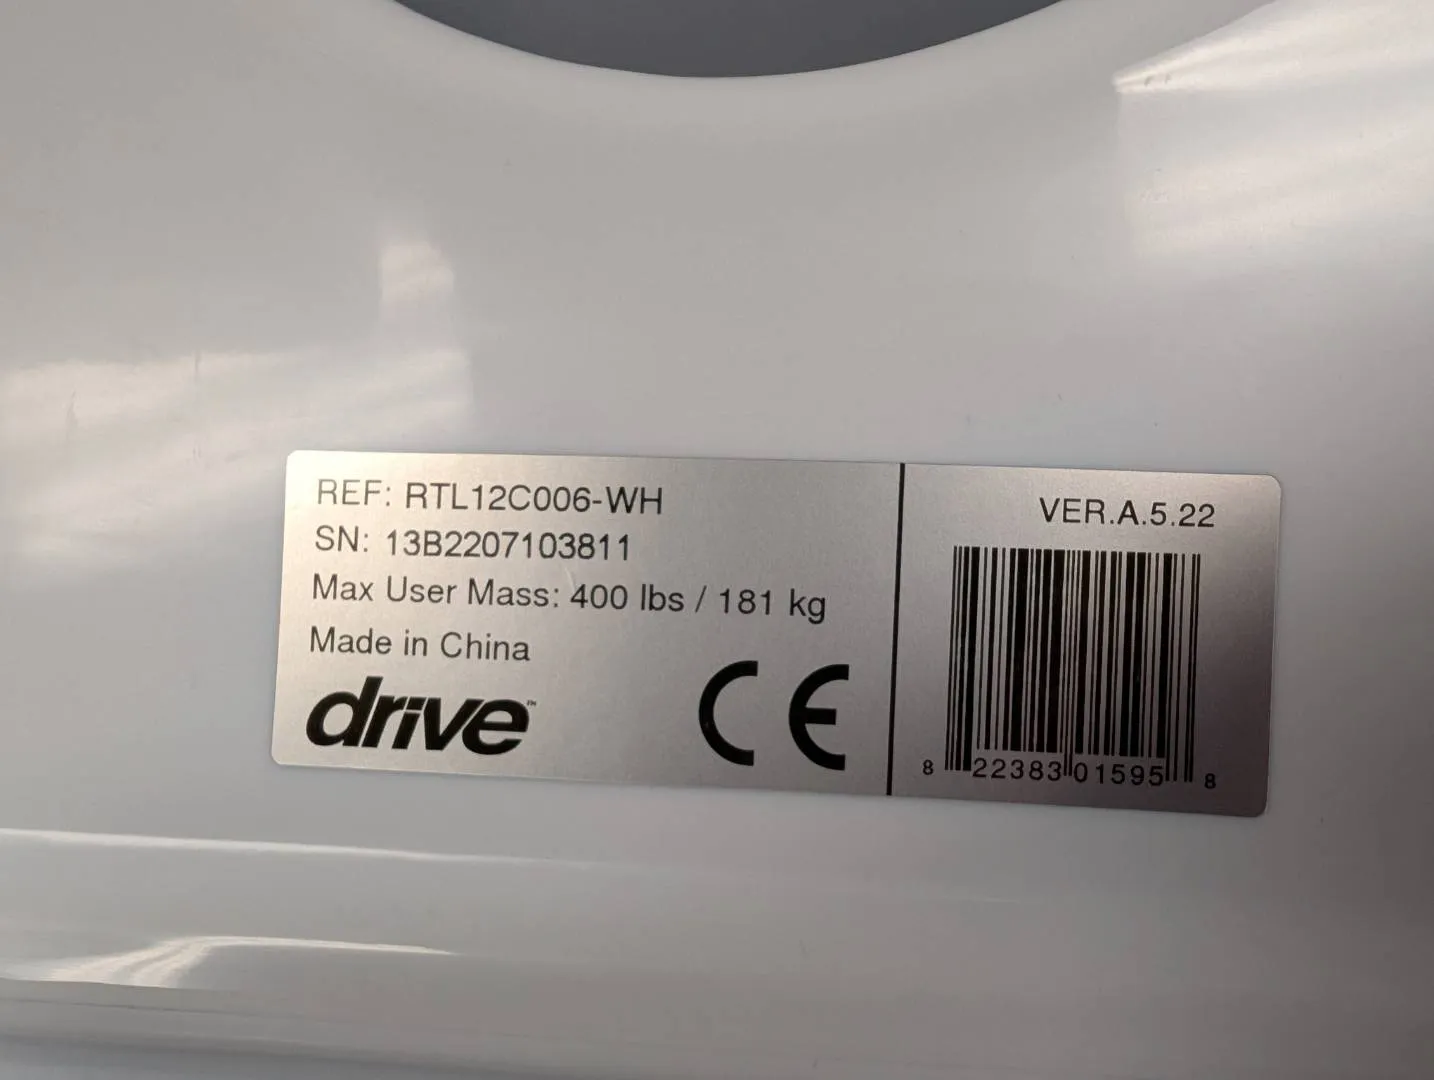 REF: RTL12C006-WH
SN: 13B2207103811
Max User Mass: 400 lbs / 181 kg
Made in China
drive™
CE
VER.A.5.22
8 22383 01595 8